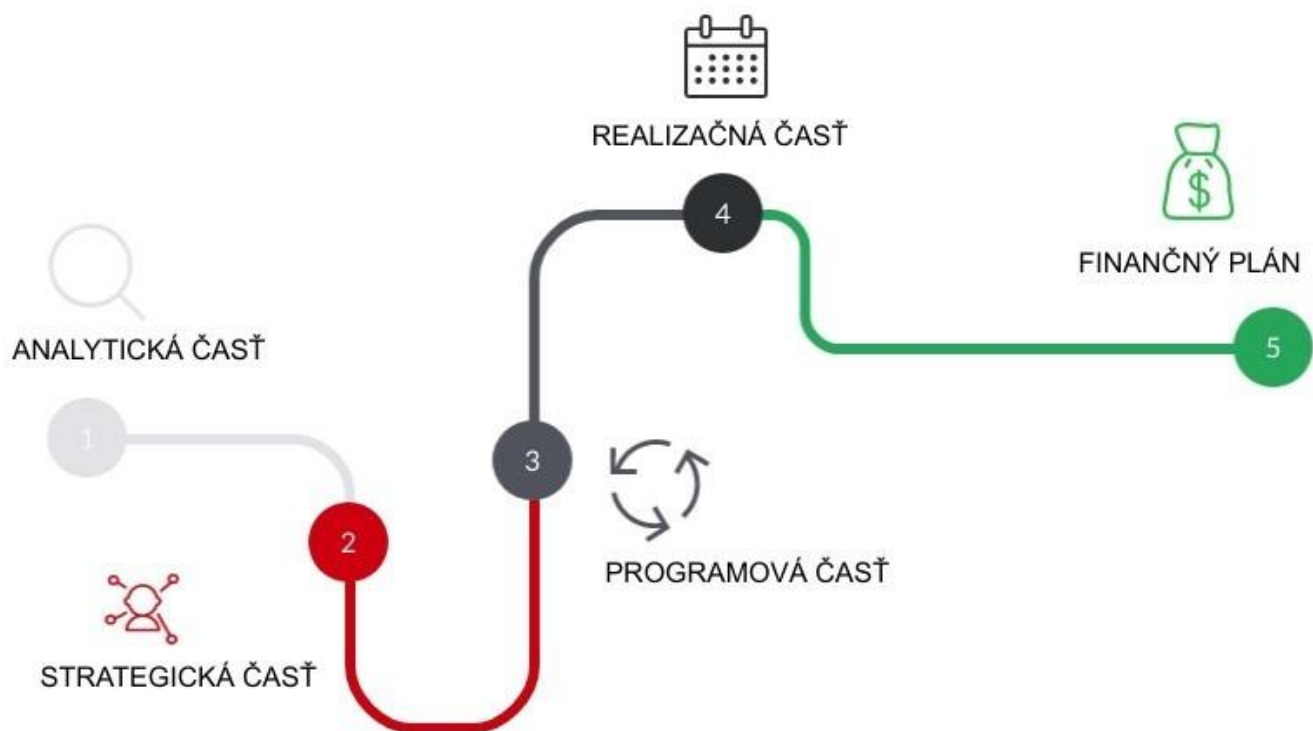 ANALYTICKÁ ČASŤ
1
2
STRATEGICKÁ ČASŤ
3
PROGRAMOVÁ ČASŤ
REALIZAČNÁ ČASŤ
4
$
FINANČNÝ PLÁN
5